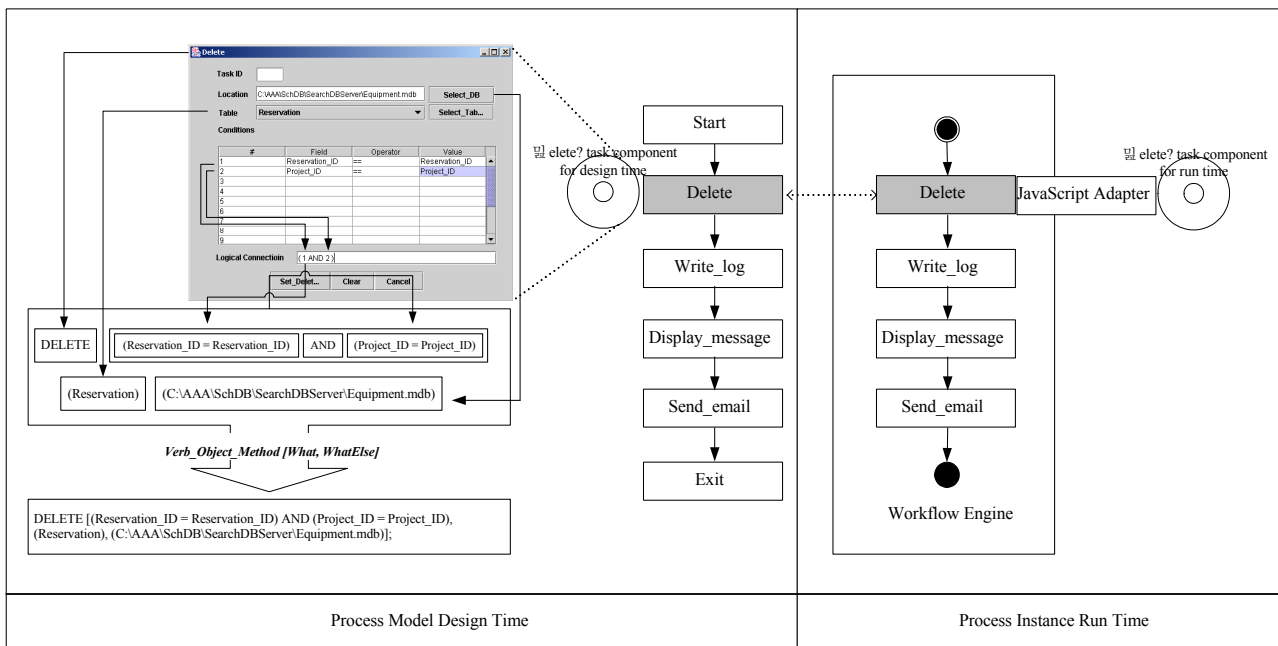 Delete
Task ID
Location C:\AAA\SchDB\SearchDBServer\Equipment.mdb Select_DB
Table Reservation Select_Tab...
Conditions
# Field Operator Value
1 Reservation_ID == Reservation_ID
2 Project_ID == Project_ID
3
4
5
6
7
8
9
Logical Connectioin ( 1 AND 2 )
Set_Delet... Clear Cancel
DELETE
(Reservation_ID = Reservation_ID) AND (Project_ID = Project_ID)
(Reservation) (C:\AAA\SchDB\SearchDBServer\Equipment.mdb)
Verb_Object_Method [What, WhatElse]
DELETE [(Reservation_ID = Reservation_ID) AND (Project_ID = Project_ID),
(Reservation), (C:\AAA\SchDB\SearchDBServer\Equipment.mdb)];
elete? task component
for design time
Start
Delete
Write_log
Display_message
Send_email
Exit
Process Model Design Time
Delete
JavaScript Adapter
elete? task component
for run time
Write_log
Display_message
Send_email
Workflow Engine
Process Instance Run Time